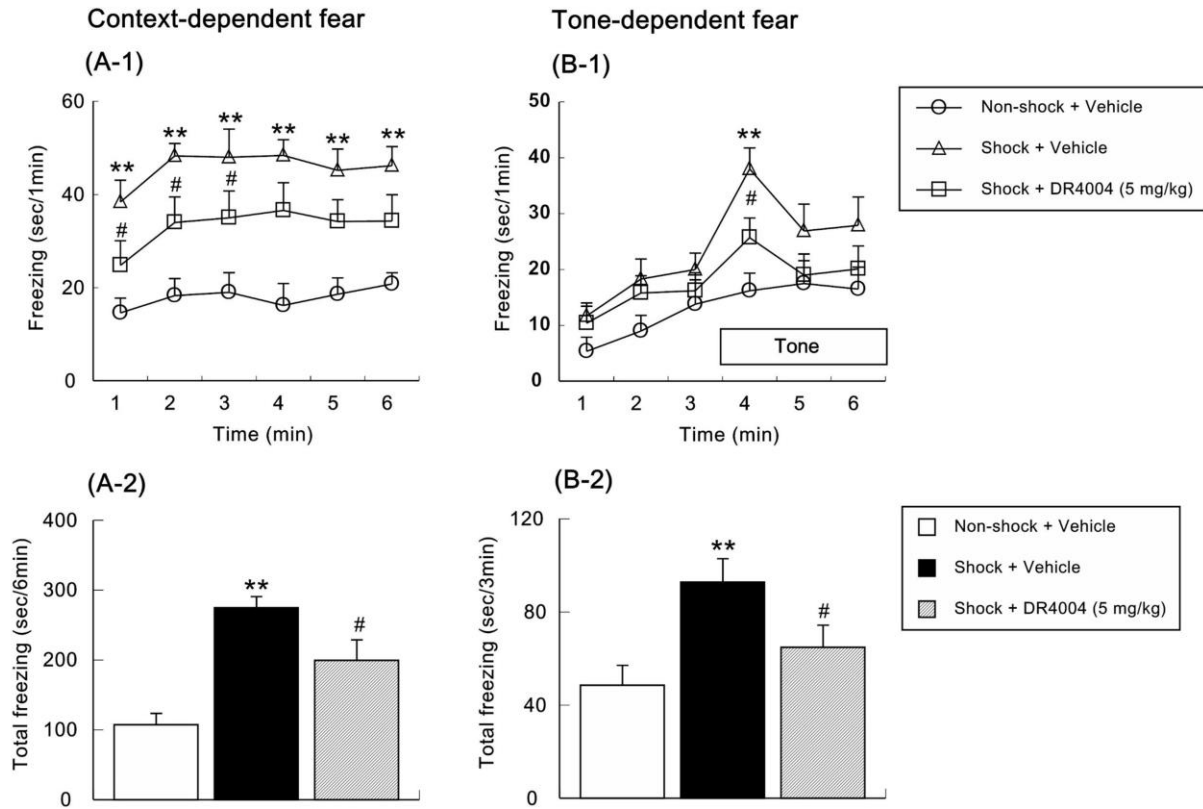 Context-dependent fear
Tone-dependent fear
(A-1)
Freezing (sec/1min)
60
40
20
0
** ** ** ** ** **
# # #
1 2 3 4 5 6
Time (min)
(B-1)
Freezing (sec/1min)
50
40
30
20
10
0
**
#
Tone
1 2 3 4 5 6
Time (min)
Non-shock + Vehicle
Shock + Vehicle
Shock + DR4004 (5 mg/kg)
(A-2)
Total freezing (sec/6min)
400
300
200
100
0
**
#
(B-2)
Total freezing (sec/3min)
120
80
40
0
**
#
Non-shock + Vehicle
Shock + Vehicle
Shock + DR4004 (5 mg/kg)